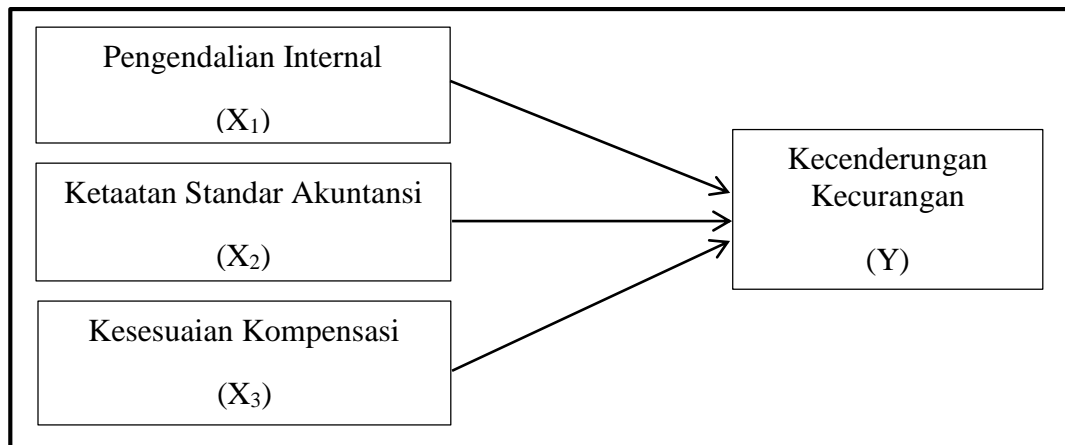 Pengendalian Internal
(X₁)
Ketaatan Standar Akuntansi
(X₂)
Kesesuaian Kompensasi
(X₃)
Kecenderungan
Kecurangan
(Y)